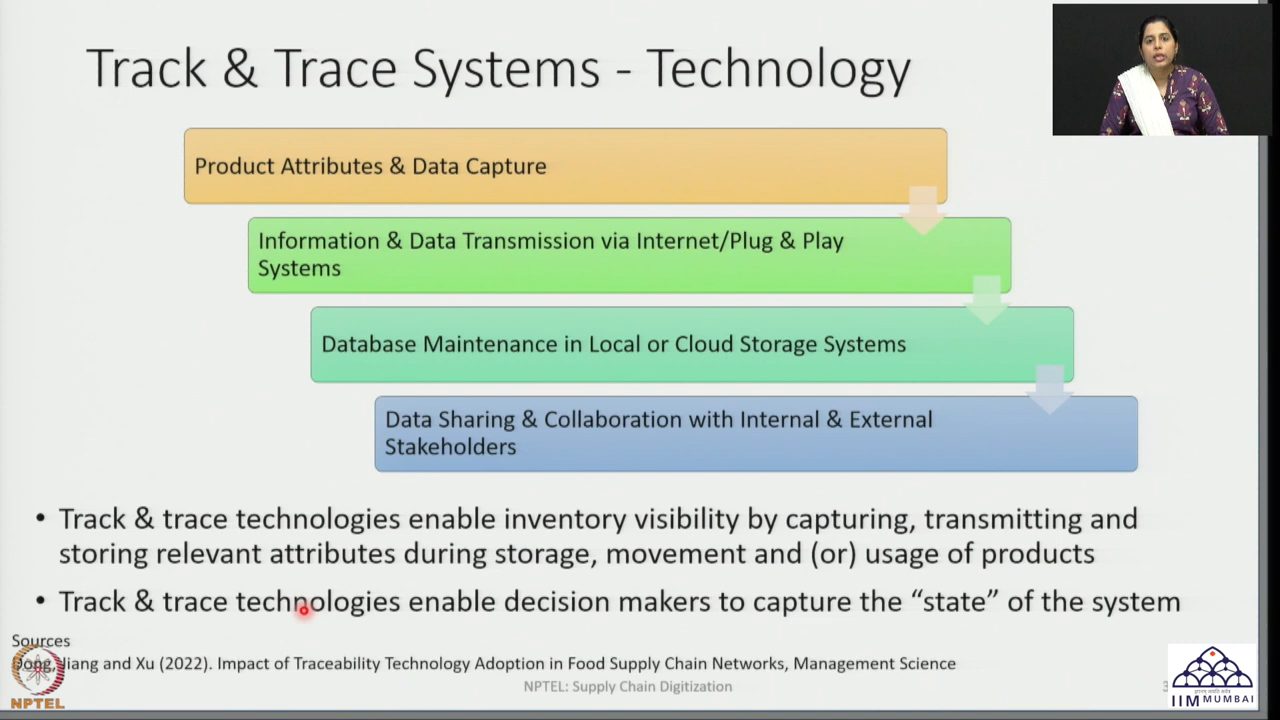 Track & Trace Systems - Technology
Product Attributes & Data Capture
Information & Data Transmission via Internet/Plug & Play
Systems
Database Maintenance in Local or Cloud Storage Systems
Data Sharing & Collaboration with Internal & External
Stakeholders
• Track & trace technologies enable inventory visibility by capturing, transmitting and
storing relevant attributes during storage, movement and (or) usage of products
• Track & trace technologies enable decision makers to capture the “state” of the system
Sources
Dong, Jiang and Xu (2022). Impact of Traceability Technology Adoption in Food Supply Chain Networks, Management Science
NPTEL: Supply Chain Digitization
NPTEL
IIM MUMBAI